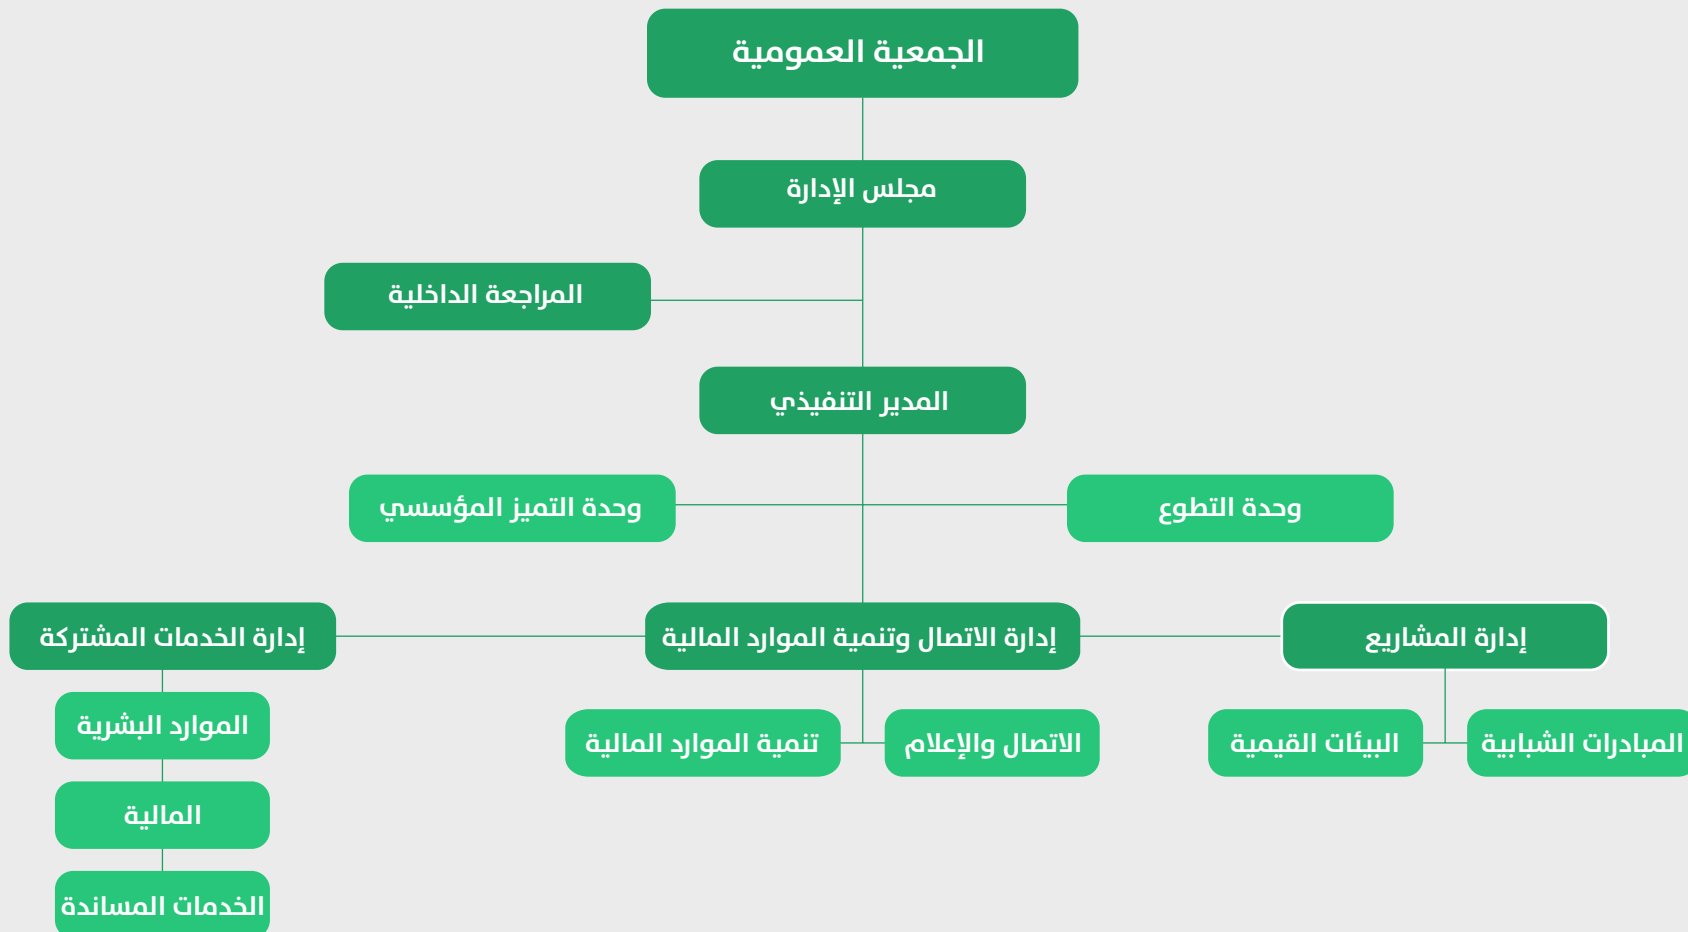 الجمعية العمومية
مجلس الإدارة
المراجعة الداخلية
المدير التنفيذي
وحدة التطوع
وحدة التميز المؤسسي
إدارة المشاريع
إدارة الاتصال وتنمية الموارد المالية
إدارة الخدمات المشتركة
المبادرات الشبابية
البيئات القيمية
الاتصال والإعلام
تنمية الموارد المالية
الموارد البشرية
المالية
الخدمات المساندة